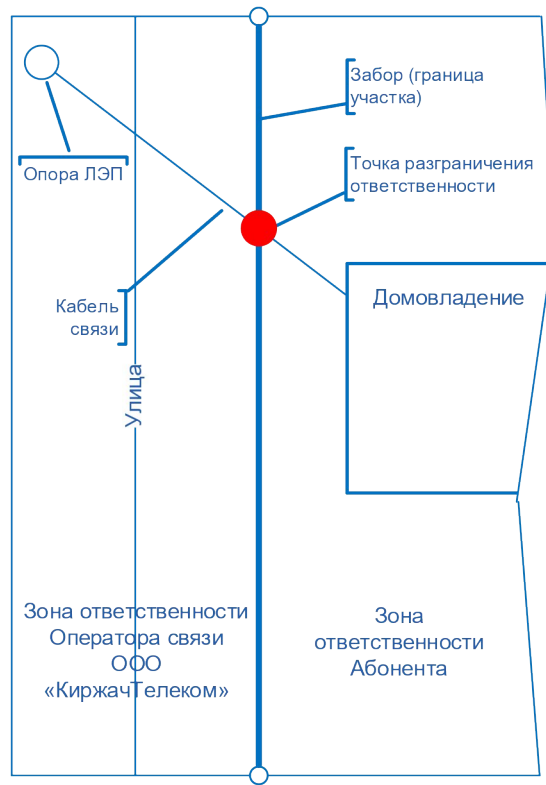 Забор (граница
участка)
Точка разграничения
ответственности
Опора ЛЭП
Домовладение
Кабель
связи
Улица
Зона ответственности
Оператора связи
ООО
«КиржачТелеком»
Зона
ответственности
Абонента